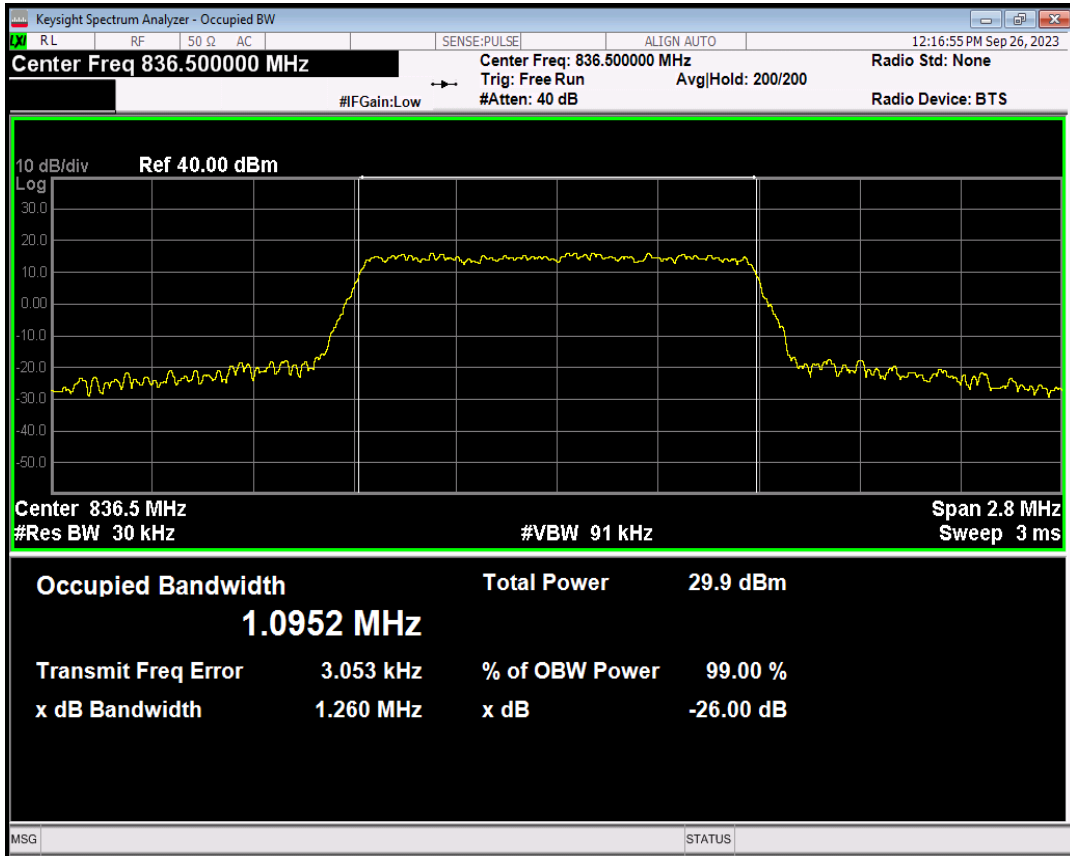 Keysight Spectrum Analyzer - Occupied BW
LXI RL RF 50 Ω AC SENSE:PULSE ALIGN AUTO 12:16:55 PM Sep 26, 2023
Center Freq 836.500000 MHz Center Freq: 836.500000 MHz Radio Std: None
Trig: Free Run Avg|Hold: 200/200
#IFGain:Low #Atten: 40 dB Radio Device: BTS
10 dB/div Ref 40.00 dBm
Log
30.0
20.0
10.0
0.00
-10.0
-20.0
-30.0
-40.0
-50.0
Center 836.5 MHz Span 2.8 MHz
#Res BW 30 kHz #VBW 91 kHz Sweep 3 ms
Occupied Bandwidth Total Power 29.9 dBm
1.0952 MHz
Transmit Freq Error 3.053 kHz % of OBW Power 99.00 %
x dB Bandwidth 1.260 MHz x dB -26.00 dB
MSG STATUS